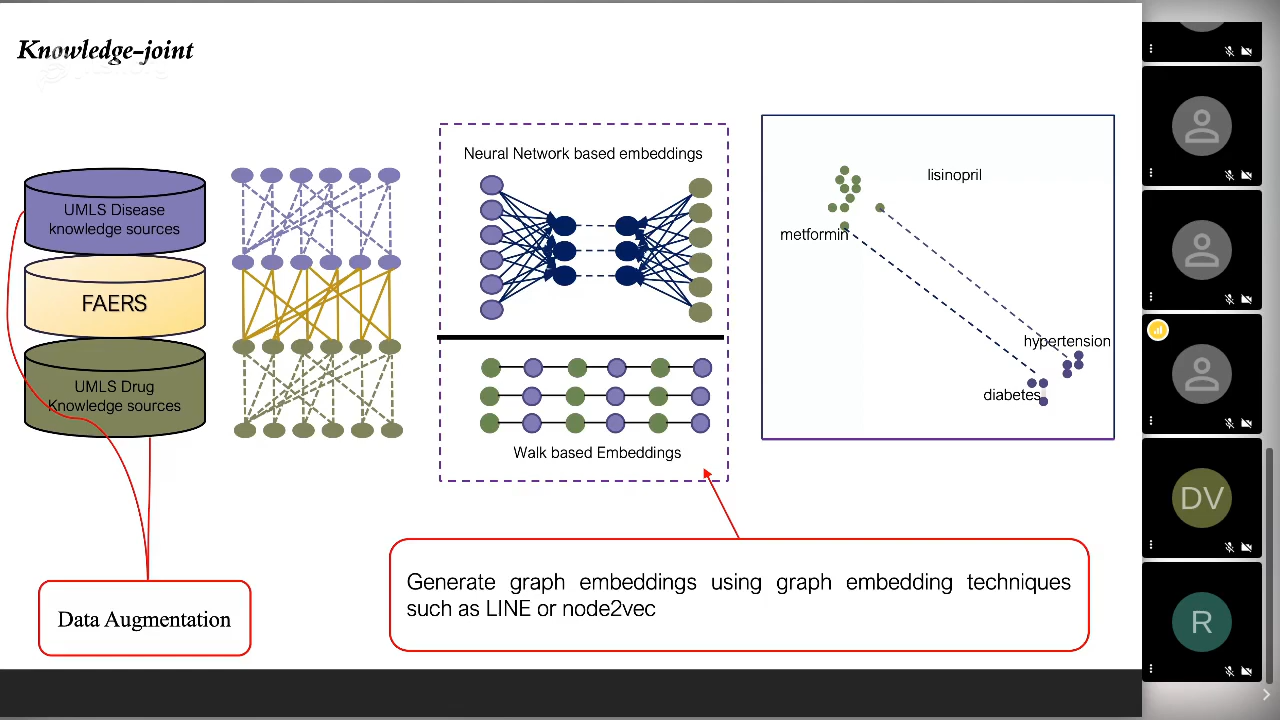 Knowledge-joint
UMLS Disease
knowledge sources
FAERS
UMLS Drug
Knowledge sources
Data Augmentation
Neural Network based embeddings
Walk based Embeddings
lisinopril
metformin
hypertension
diabetes
Generate graph embeddings using graph embedding techniques
such as LINE or node2vec
DV
R